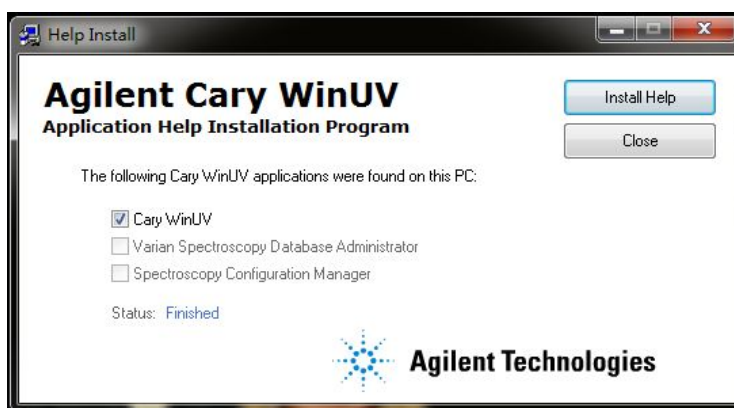 Help Install
Agilent Cary WinUV
Application Help Installation Program
Install Help
Close
The following Cary WinUV applications were found on this PC:
Cary WinUV
Varian Spectroscopy Database Administrator
Spectroscopy Configuration Manager
Status: Finished
Agilent Technologies